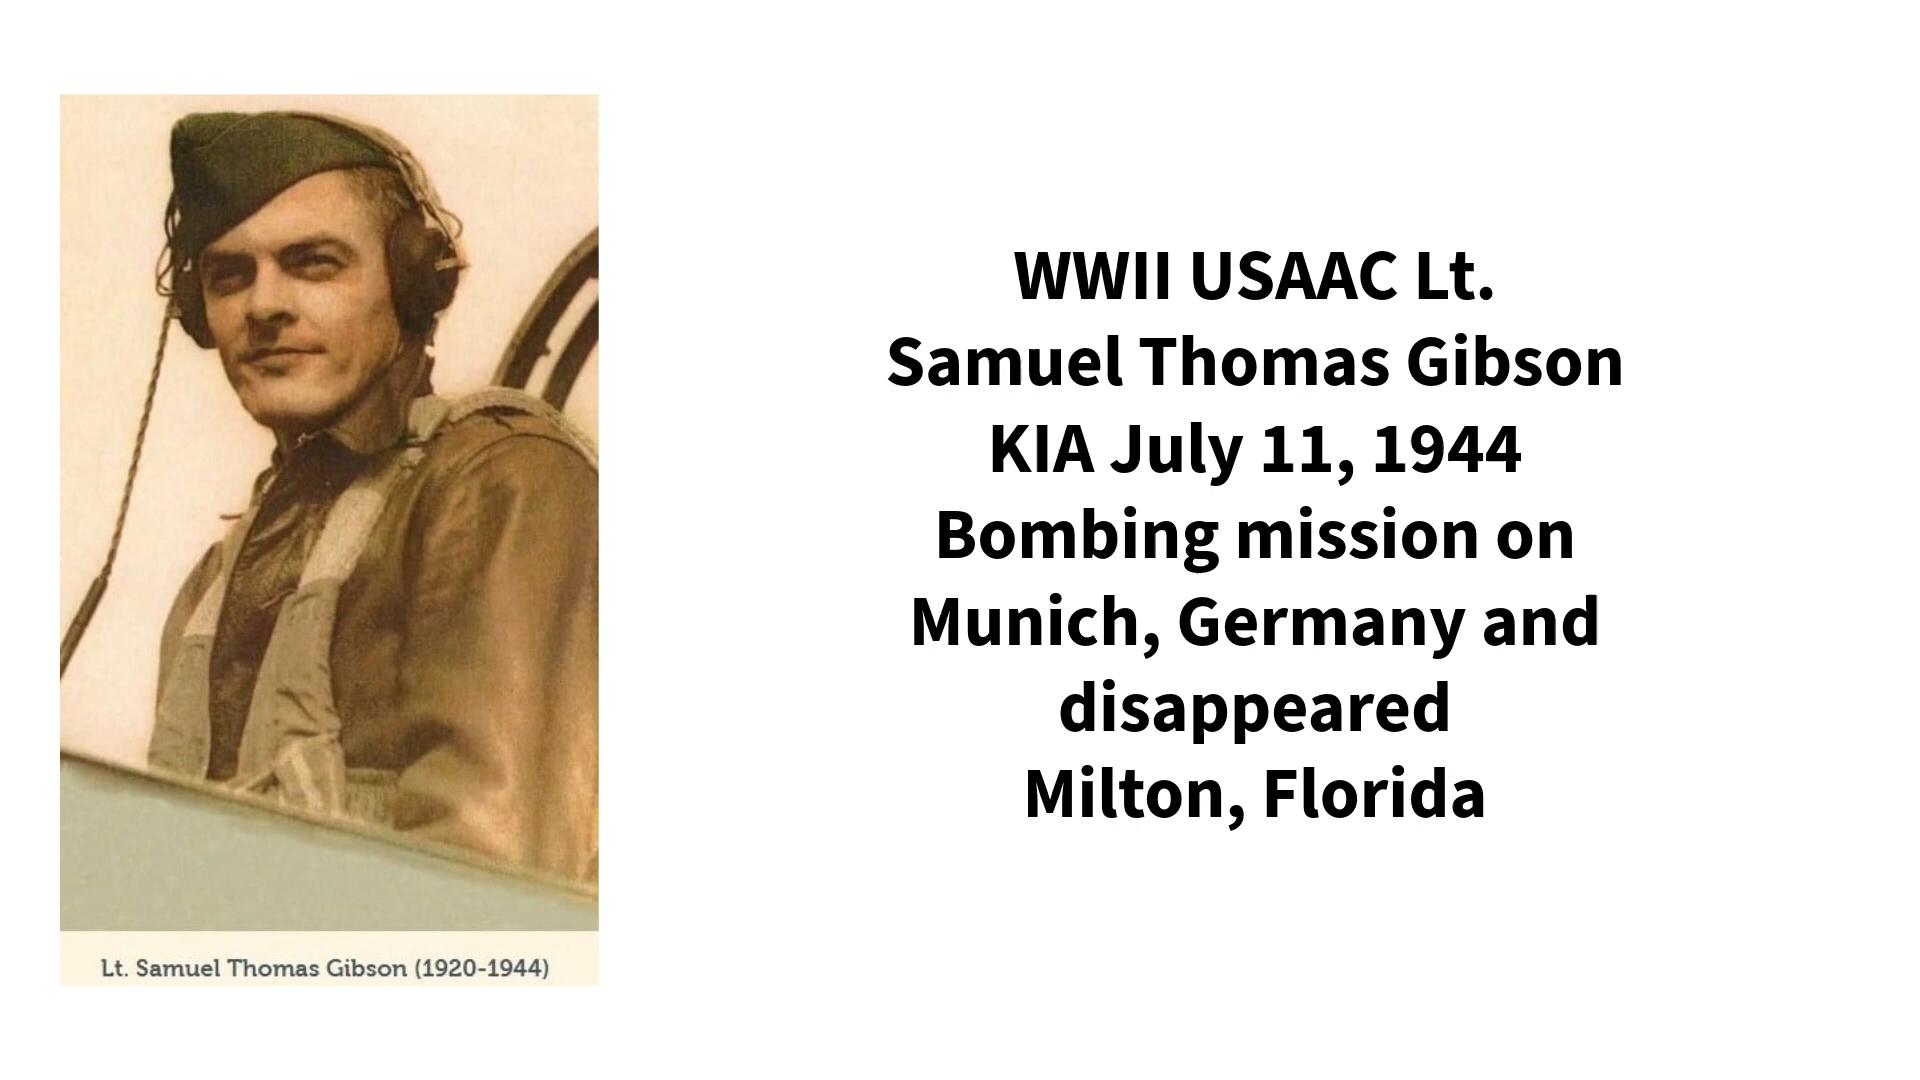 WWII USAAC Lt.
Samuel Thomas Gibson
KIA July 11, 1944
Bombing mission on
Munich, Germany and
disappeared
Milton, Florida
Lt. Samuel Thomas Gibson (1920-1944)